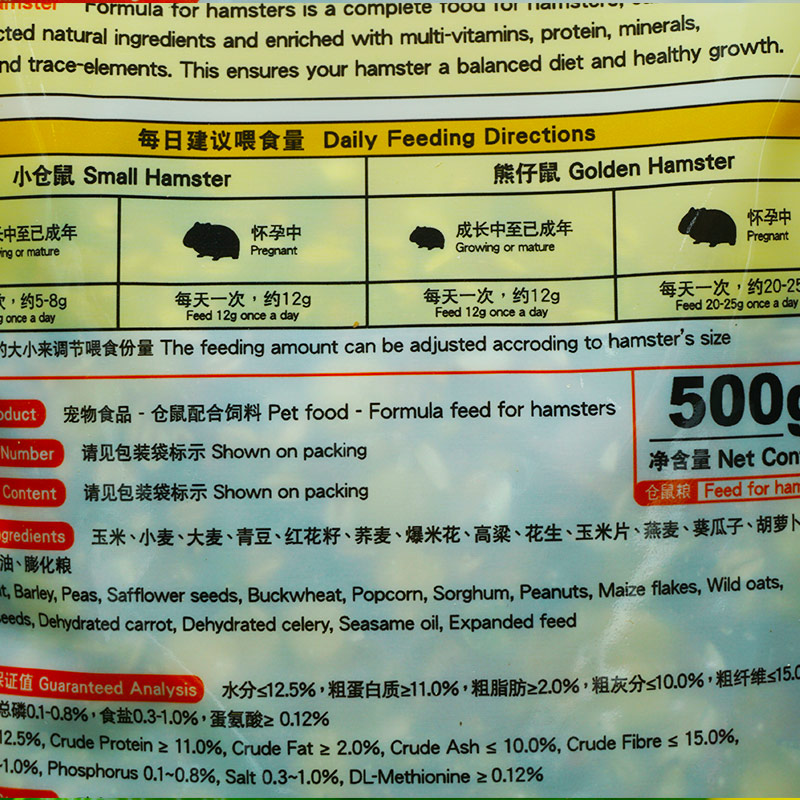 Formula for hamsters is a complete food for hamsters,
cted natural ingredients and enriched with multi-vitamins, protein, minerals,
nd trace-elements. This ensures your hamster a balanced diet and healthy growth.
每日建议喂食量 Daily Feeding Directions
小仓鼠 Small Hamster 熊仔鼠 Golden Hamster
长中至已成年 怀孕中 成长中至已成年 怀孕中
ing or mature Pregnant Growing or mature Pregnant
次，约5-8g 每天一次，约12g 每天一次，约12g 每天一次，约20-25
g once a day Feed 12g once a day Feed 12g once a day Feed 20-25g once a day
的大小来调节喂食份量 The feeding amount can be adjusted accroding to hamster's size
oduct 宠物食品 - 仓鼠配合饲料 Pet food - Formula feed for hamsters 500g
Number 请见包装袋标示 Shown on packing 净含量 Net Con
Content 请见包装袋标示 Shown on packing 仓鼠粮 Feed for ham
ngredients 玉米、小麦、大麦、青豆、红花籽、荞麦、爆米花、高粱、花生、玉米片、燕麦、葵瓜子、胡萝卜
油、膨化粮
t, Barley, Peas, Safflower seeds, Buckwheat, Popcorn, Sorghum, Peanuts, Maize flakes, Wild oats,
seeds, Dehydrated carrot, Dehydrated celery, Seasame oil, Expanded feed
保证值 Guaranteed Analysis 水分≤12.5%，粗蛋白质≥11.0%，粗脂肪≥2.0%，粗灰分≤10.0%，粗纤维≤15.0
总磷0.1-0.8%，食盐0.3-1.0%，蛋氨酸≥ 0.12%
12.5%, Crude Protein ≥ 11.0%, Crude Fat ≥ 2.0%, Crude Ash ≤ 10.0%, Crude Fibre ≤ 15.0%,
~1.0%, Phosphorus 0.1~0.8%, Salt 0.3~1.0%, DL-Methionine ≥ 0.12%